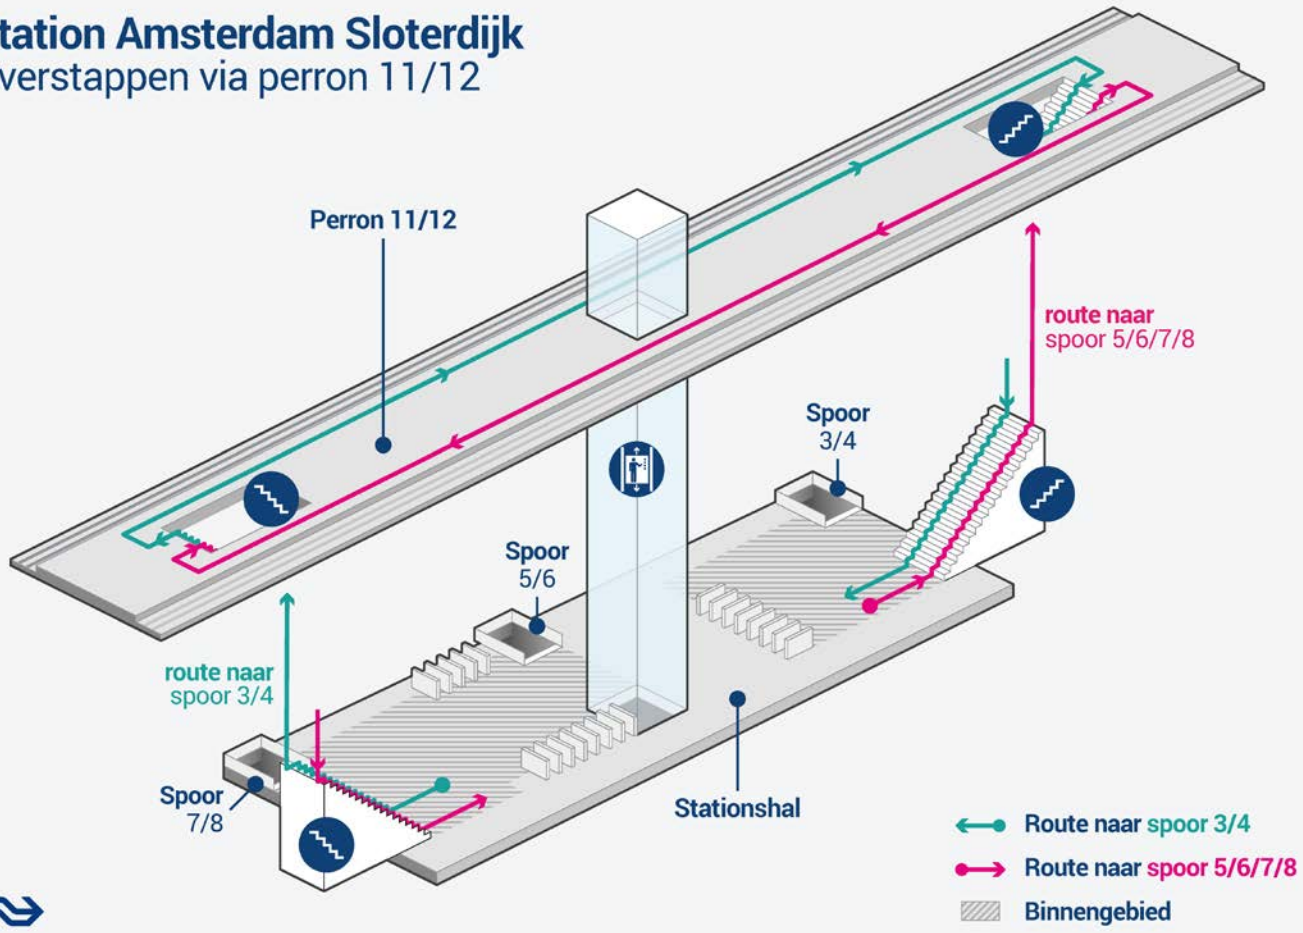 tation Amsterdam Sloterdijk
verstappen via perron 11/12
Perron 11/12
route naar
spoor 5/6/7/8
Spoor
3/4
Spoor
5/6
route naar
spoor 3/4
Spoor
7/8
Stationshal
Route naar spoor 3/4
Route naar spoor 5/6/7/8
Binnengebied